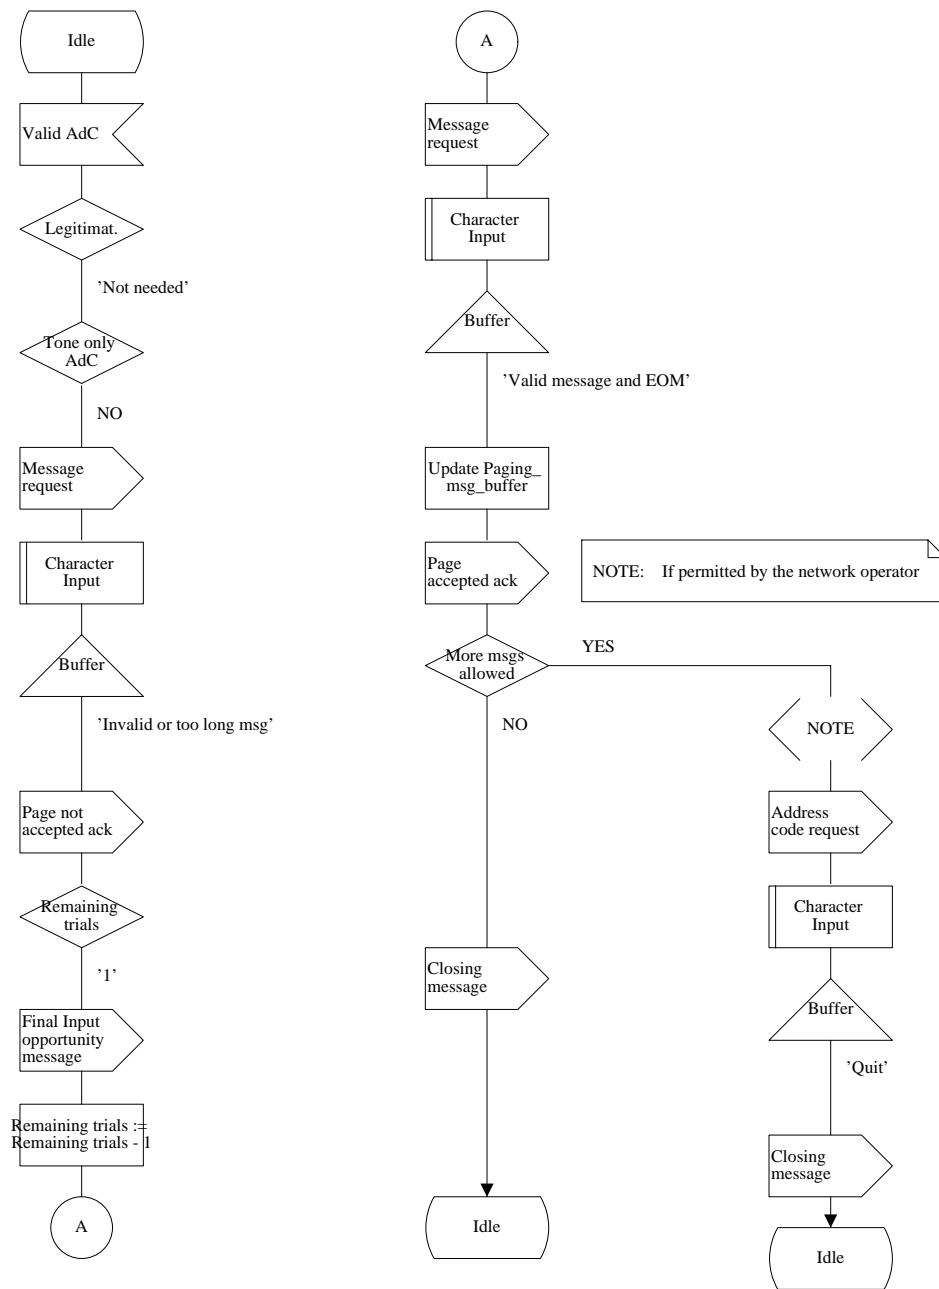 Idle
Valid AdC
Legitimat.
’Not needed’
Tone only
AdC
NO
Message
request
Character
Input
Buffer
’Invalid or too long msg’
Page not
accepted ack
Remaining
trials
’1’
Final Input
opportunity
message
Remaining trials :=
Remaining trials - 1
A
A
Message
request
Character
Input
Buffer
’Valid message and EOM’
Update Paging_
msg_buffer
Page
accepted ack
NOTE: If permitted by the network operator
More msgs
allowed
YES
NO
Closing
message
Idle
NOTE
Address
code request
Character
Input
Buffer
’Quit’
Closing
message
Idle